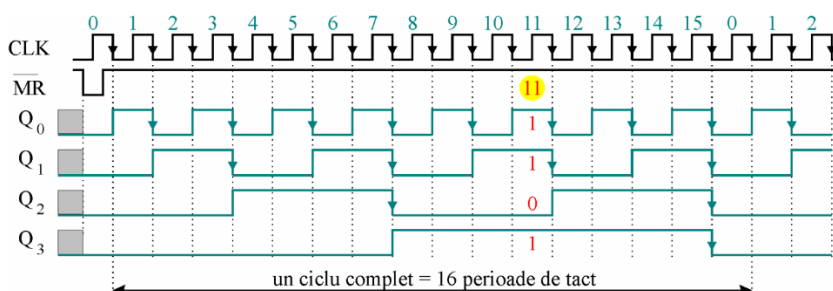 0 1 2 3 4 5 6 7 8 9 10 11 12 13 14 15 0 1 2
CLK
MR 11
Q0 1
Q1 1
Q2 0
Q3 1
un ciclu complet = 16 perioade de tact